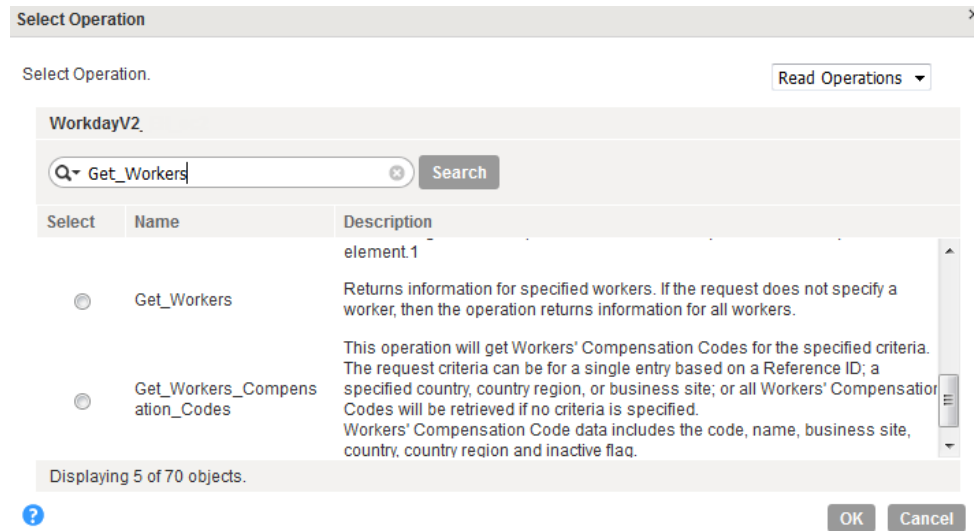 Select Operation
Select Operation.
Read Operations
WorkdayV2_
Get_Workers
Search
Select Name Description
element.1
Get_Workers
Returns information for specified workers. If the request does not specify a
worker, then the operation returns information for all workers.
Get_Workers_Compens
ation_Codes
This operation will get Workers' Compensation Codes for the specified criteria.
The request criteria can be for a single entry based on a Reference ID; a
specified country, country region, or business site; or all Workers' Compensation
Codes will be retrieved if no criteria is specified.
Workers' Compensation Code data includes the code, name, business site,
country, country region and inactive flag.
Displaying 5 of 70 objects.
?
OK Cancel